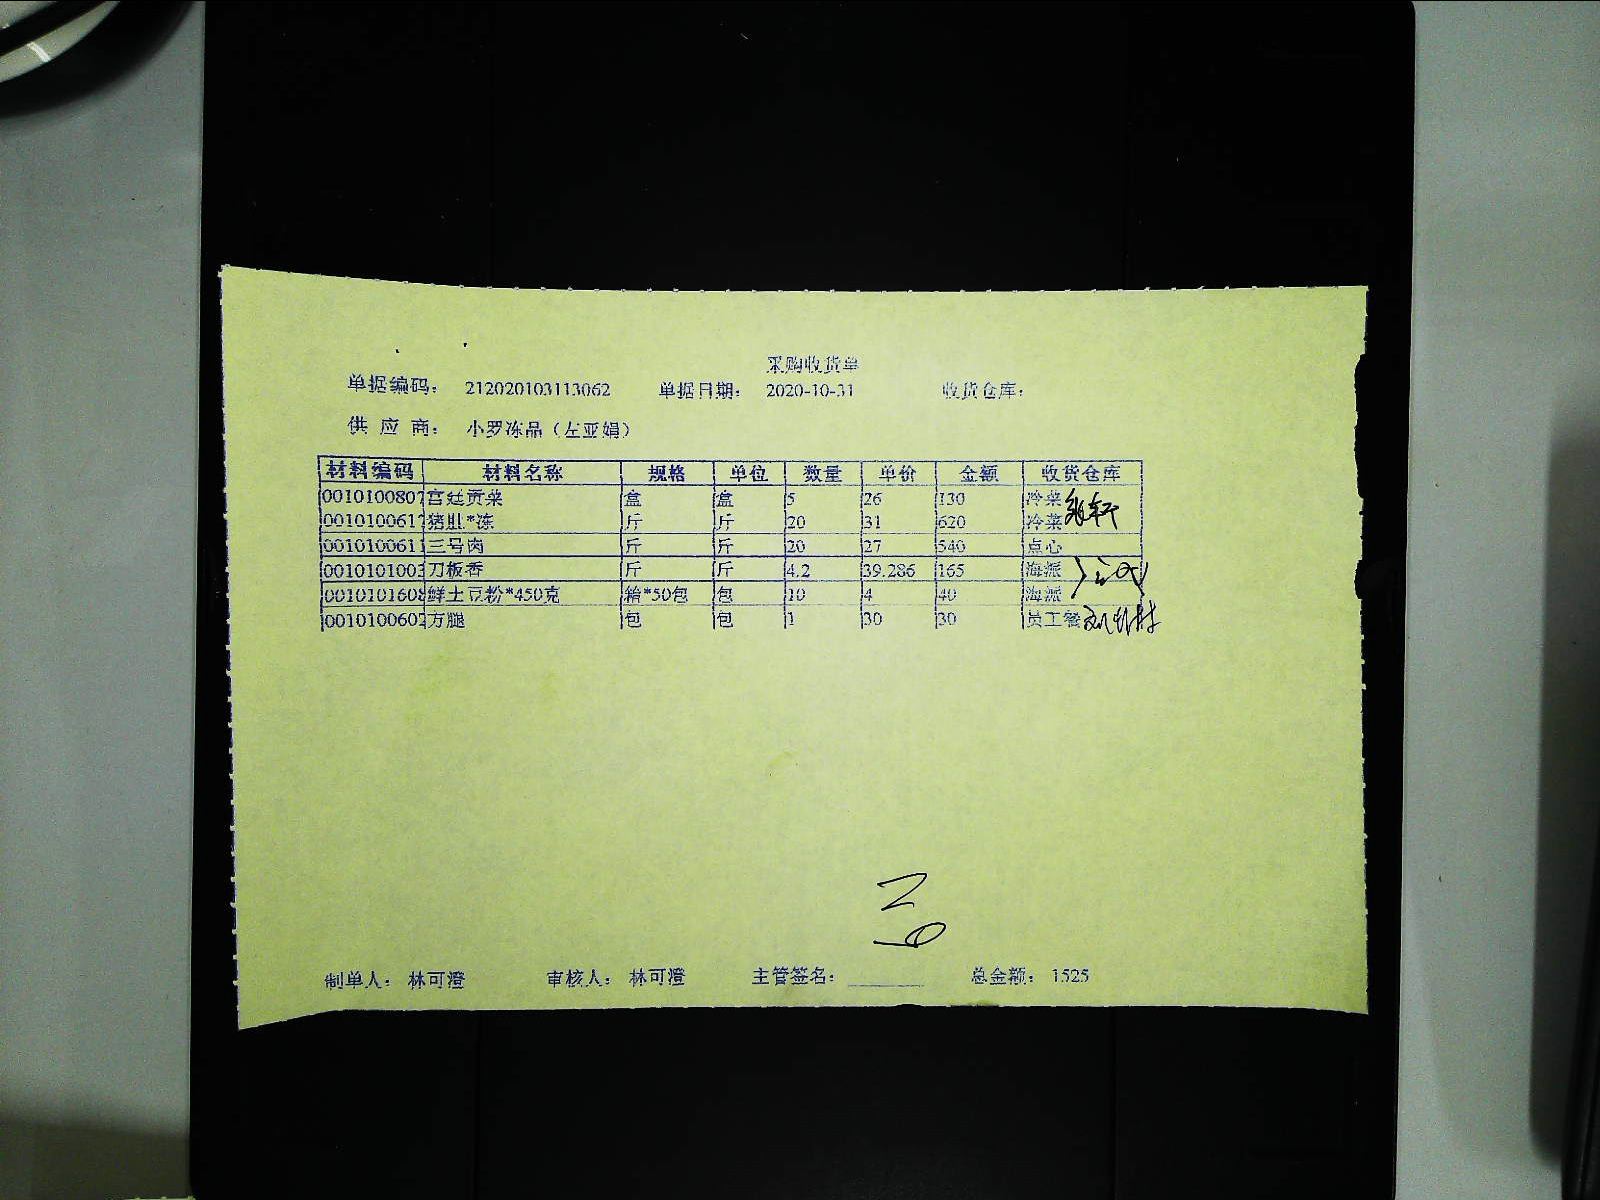 采购收货单
单据编码： 212020103113062 单据日期： 2020-10-31 收货仓库：
供 应 商： 小罗冻品（左亚娟）
材料编码 材料名称 规格 单位 数量 单价 金额 收货仓库
0010100807 宫廷贡菜 盒 盒 5 26 130 冷菜
0010100617 猪肚*冻 斤 斤 20 31 620 冷菜
0010100611 三号肉 斤 斤 20 27 540 点心
0010101003 刀板香 斤 斤 4.2 39.286 165 海派
0010101608 鲜土豆粉*450克 箱*50包 包 10 4 40 海派
0010100602 方腿 包 包 1 30 30 员工餐
制单人： 林可澄 审核人： 林可澄 主管签名： 总金额： 1525